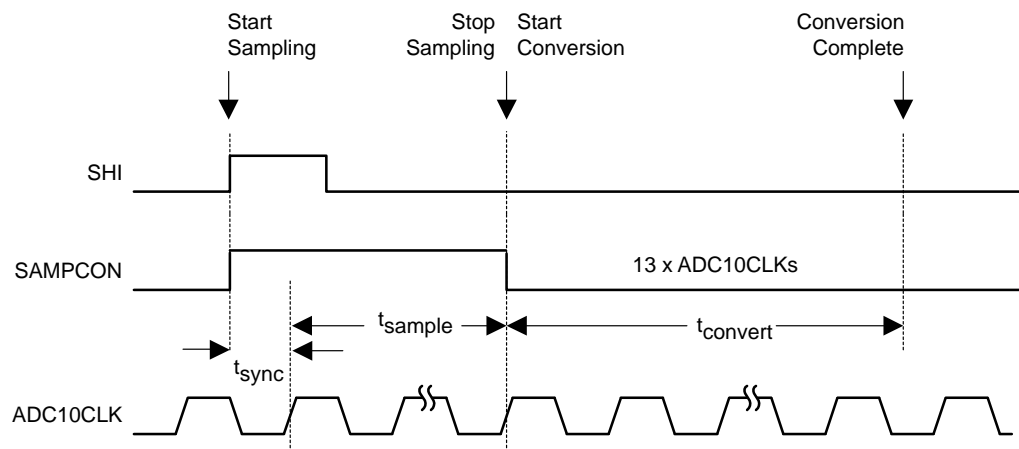 Start
Sampling
Stop
Sampling
Start
Conversion
Conversion
Complete
SHI
SAMPCON
13 x ADC10CLKs
tsample
tconvert
tsync
ADC10CLK